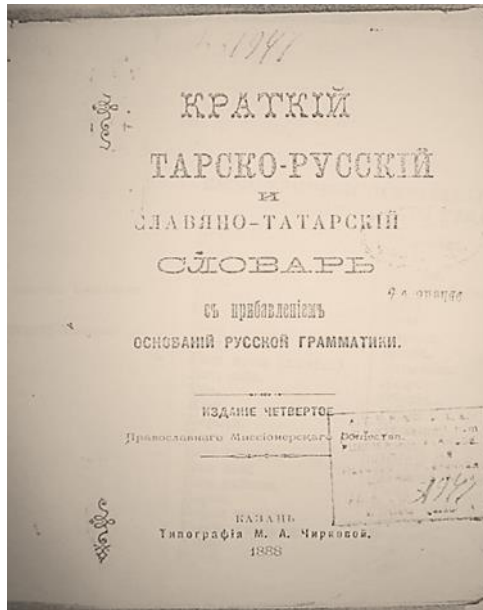 1941
КРАТКІЙ
ТАРСКО-РУССКІЙ
И
СЛАВЯНО-ТАТАРСКІЙ
СЛОВАРЬ
съ прибавленіемъ
ОСНОВАНІЙ РУССКОЙ ГРАММАТИКИ.
ИЗДАНІЕ ЧЕТВЕРТОЕ
Православнаго Миссіонерскаго Общества.
КАЗАНЬ
Типографія М. А. Чирковой.
1888